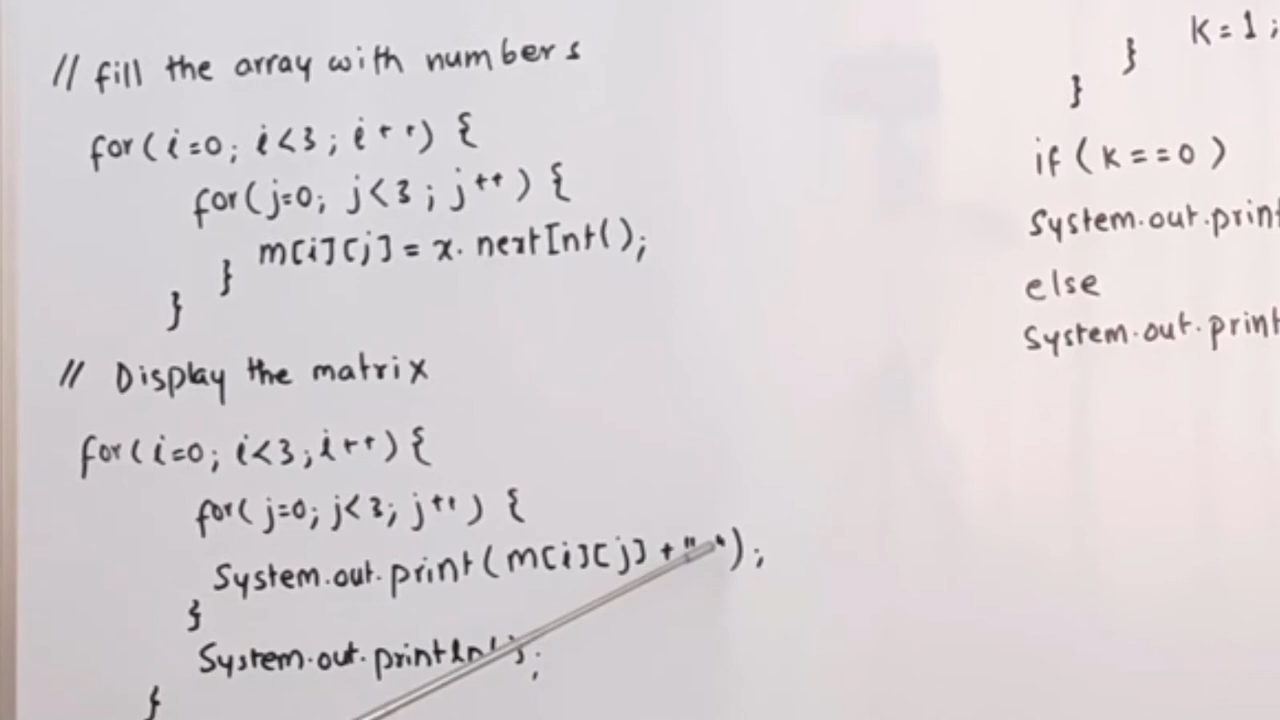 // fill the array with numbers
for(i=0; i<3; i++) {
for(j=0; j<3; j++) {
m[i][j] = x.nextInt();
}
}
// Display the matrix
for(i=0; i<3; i++) {
for(j=0; j<3; j++) {
System.out.print(m[i][j] + " ");
}
System.out.println();
}
K=1;
}
}
if(K==0)
System.out.print
else
System.out.print